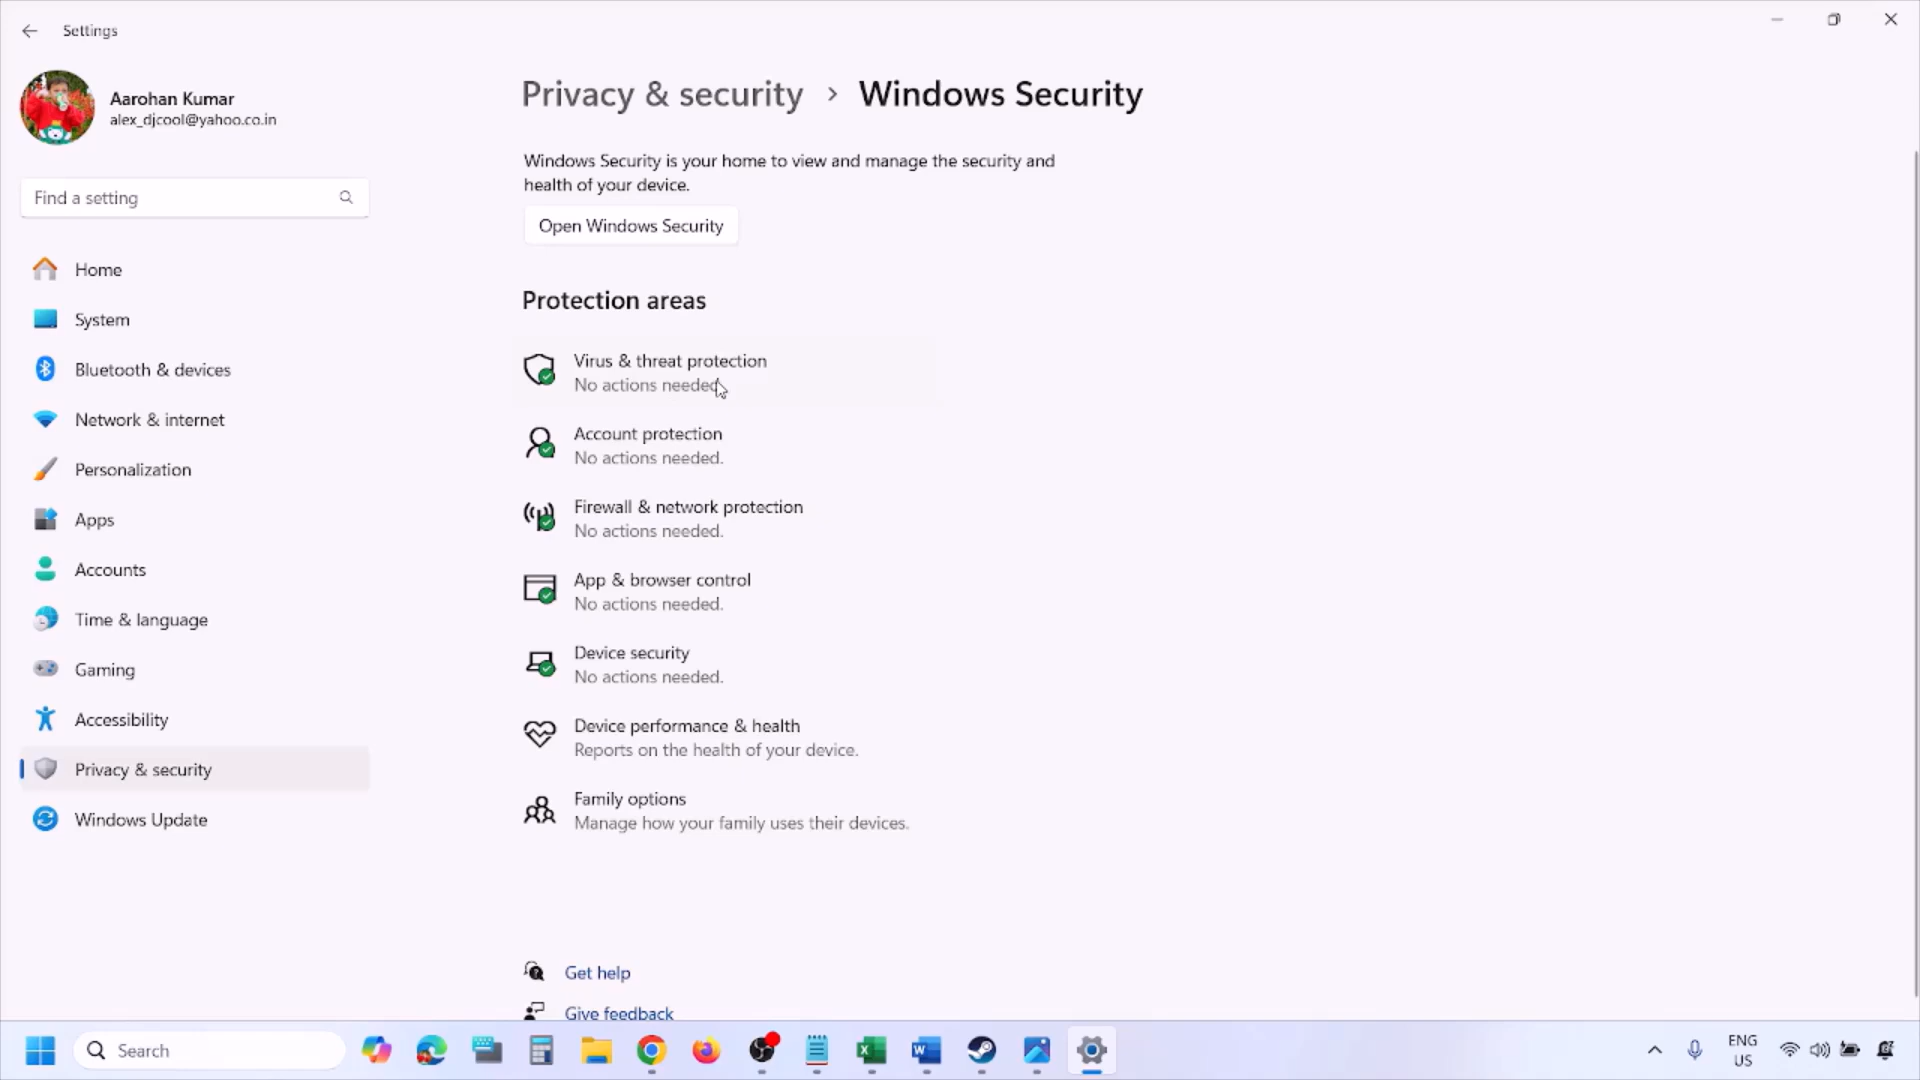 Settings
Aarohan Kumar
alex_djcool@yahoo.co.in
Find a setting
Home
System
Bluetooth & devices
Network & internet
Personalization
Apps
Accounts
Time & language
Gaming
Accessibility
Privacy & security
Windows Update
Privacy & security > Windows Security
Windows Security is your home to view and manage the security and
health of your device.
Open Windows Security
Protection areas
Virus & threat protection
No actions needed.
Account protection
No actions needed.
Firewall & network protection
No actions needed.
App & browser control
No actions needed.
Device security
No actions needed.
Device performance & health
Reports on the health of your device.
Family options
Manage how your family uses their devices.
Get help
Give feedback
Search
ENG
US